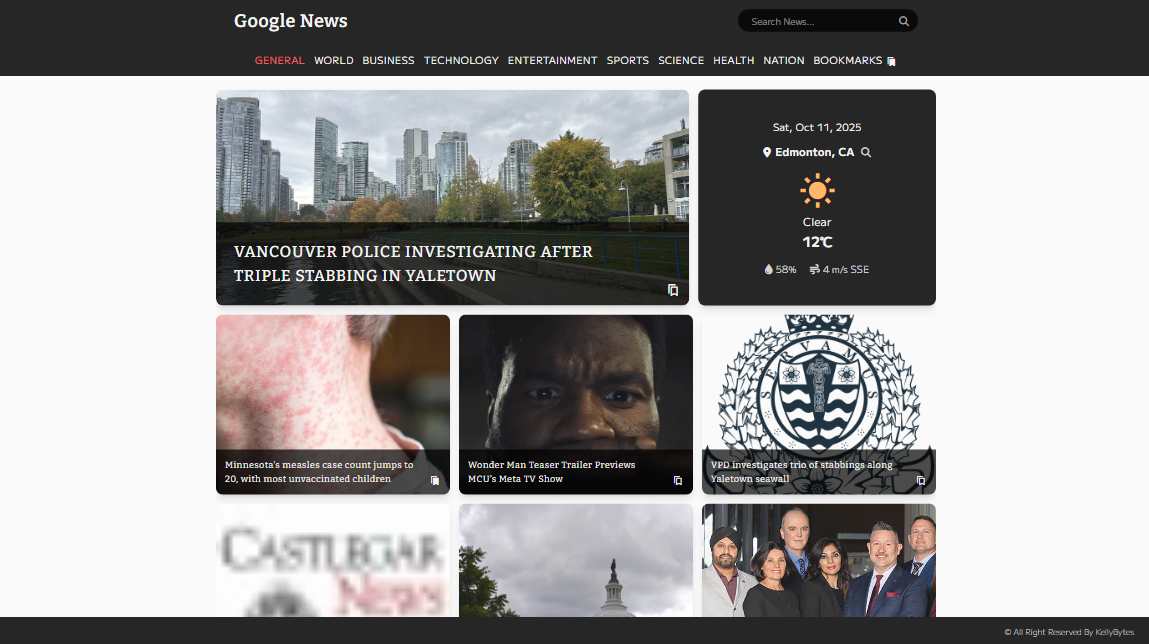 Google News
Search News...
GENERAL WORLD BUSINESS TECHNOLOGY ENTERTAINMENT SPORTS SCIENCE HEALTH NATION BOOKMARKS
VANCOUVER POLICE INVESTIGATING AFTER
TRIPLE STABBING IN YALETOWN
Sat, Oct 11, 2025
Edmonton, CA
Clear
12℃
58% 4 m/s SSE
Minnesota's measles case count jumps to
20, with most unvaccinated children
Wonder Man Teaser Trailer Previews
MCU's Meta TV Show
SERVAMUS
VPD investigates trio of stabbings along
Yaletown seawall
CASTLEGAR
NEWS
© All Right Reserved By KellyBytes